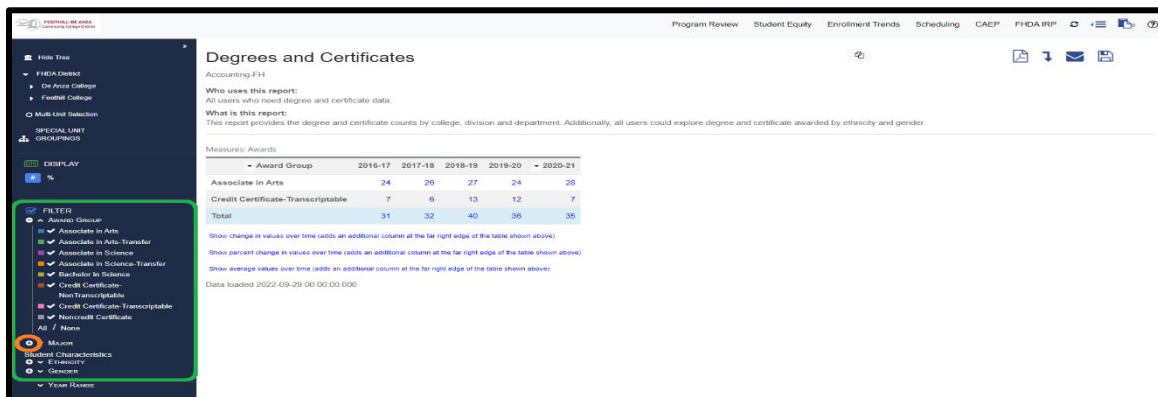 FOOTHILL-DE ANZA
Community College District
Program Review Student Equity Enrollment Trends Scheduling CAEP FHDA IRP
»
Hide Tree
FHDA District
De Anza College
Foothill College
Multi-Unit Selection
SPECIAL UNIT
GROUPINGS
DISPLAY
# %
FILTER
AWARD GROUP
Associate in Arts
Associate in Arts-Transfer
Associate in Science
Associate in Science-Transfer
Bachelor in Science
Credit Certificate-
NonTranscriptable
Credit Certificate-Transcriptable
Noncredit Certificate
All / None
MAJOR
Student Characteristics
ETHNICITY
GENDER
YEAR RANGE
Degrees and Certificates
Accounting-FH
Who uses this report:
All users who need degree and certificate data.
What is this report:
This report provides the degree and certificate counts by college, division and department. Additionally, all users could explore degree and certificate awarded by ethnicity and gender.
Measures: Awards
Award Group 2016-17 2017-18 2018-19 2019-20 2020-21
Associate in Arts 24 26 27 24 28
Credit Certificate-Transcriptable 7 6 13 12 7
Total 31 32 40 36 35
Show change in values over time (adds an additional column at the far right edge of the table shown above)
Show percent change in values over time (adds an additional column at the far right edge of the table shown above)
Show average values over time (adds an additional column at the far right edge of the table shown above)
Data loaded 2022-09-29 00:00:00.000